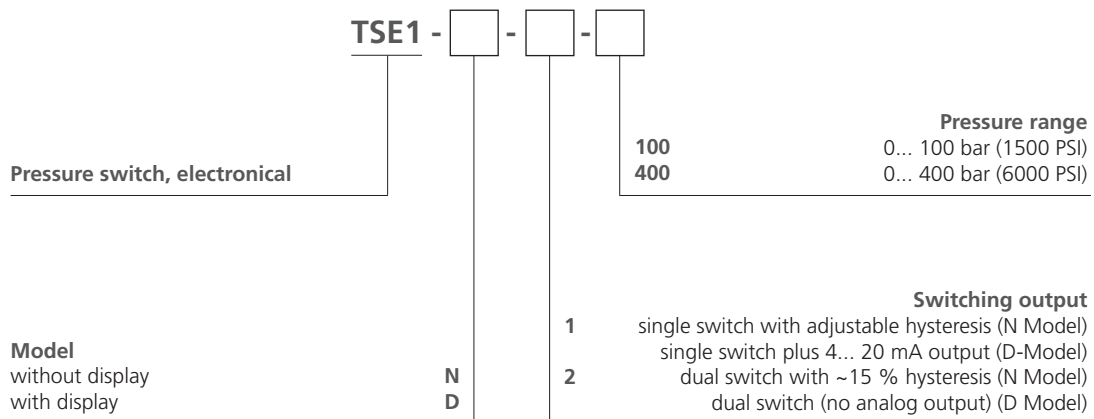 TSE1 - - -
Pressure range
100 0... 100 bar (1500 PSI)
Pressure switch, electronical 400 0... 400 bar (6000 PSI)
Switching output
1 single switch with adjustable hysteresis (N Model)
Model single switch plus 4... 20 mA output (D-Model)
without display N 2 dual switch with ~15 % hysteresis (N Model)
with display D dual switch (no analog output) (D Model)